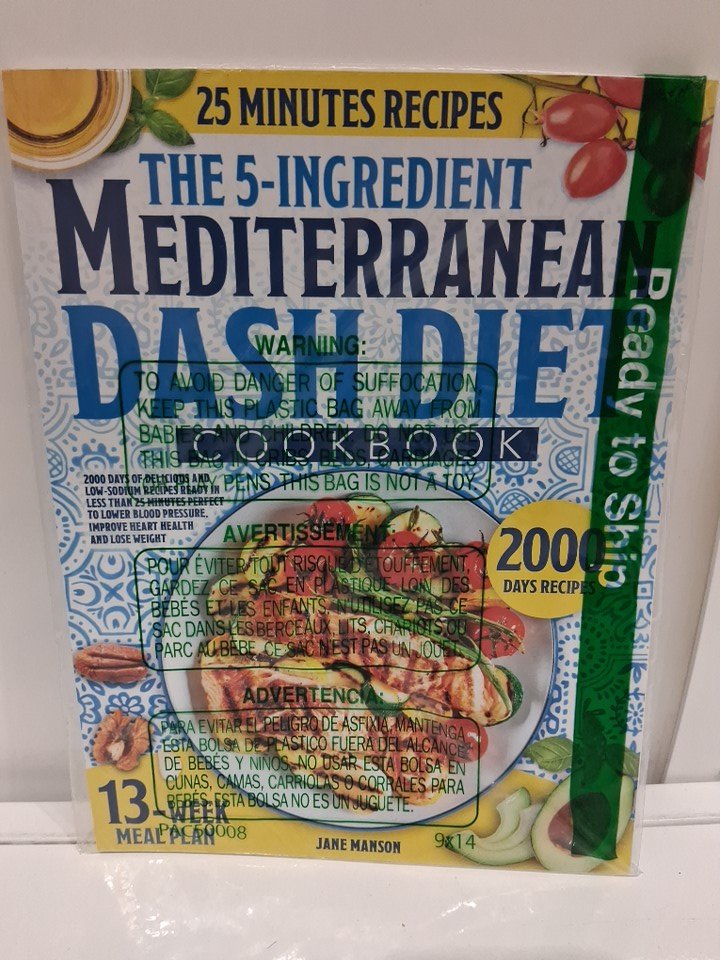 25 MINUTES RECIPES
THE 5-INGREDIENT
MEDITERRANEAN
DASH DIET
COOKBOOK
2000 DAYS OF DELICIOUS AND
LOW-SODIUM RECIPES READY IN
LESS THAN 25 MINUTES PERFECT
TO LOWER BLOOD PRESSURE,
IMPROVE HEART HEALTH
AND LOSE WEIGHT
2000
DAYS RECIPES
13-WEEK
MEAL PLAN
JANE MANSON
Ready to Ship
WARNING:
TO AVOID DANGER OF SUFFOCATION,
KEEP THIS PLASTIC BAG AWAY FROM
BABIES AND CHILDREN. DO NOT USE
THIS BAG IN CRIBS, BEDS, CARRIAGES
PENS. THIS BAG IS NOT A TOY
AVERTISSEMENT:
POUR ÉVITER TOUT RISQUE D'ÉTOUFFEMENT
GARDEZ CE SAC EN PLASTIQUE LOIN DES
BÉBÉS ET LES ENFANTS. N'UTILISEZ PAS CE
SAC DANS LES BERCEAUX, LITS, CHARIOTS OU
PARC AU BÉBÉ. CE SAC N'EST PAS UN JOUET.
ADVERTENCIA:
PARA EVITAR EL PELIGRO DE ASFIXIA, MANTENGA
ESTA BOLSA DE PLASTICO FUERA DEL ALCANCE
DE BEBÉS Y NIÑOS. NO USAR ESTA BOLSA EN
CUNAS, CAMAS, CARRIOLAS O CORRALES PARA
BEBÉS. ESTA BOLSA NO ES UN JUGUETE.
PAC50008
9x14